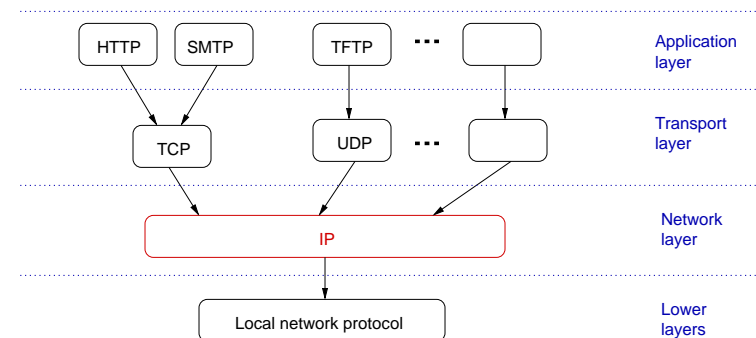 HTTP SMTP TFTP ... Application
layer
TCP UDP ... Transport
layer
IP Network
layer
Local network protocol Lower
layers